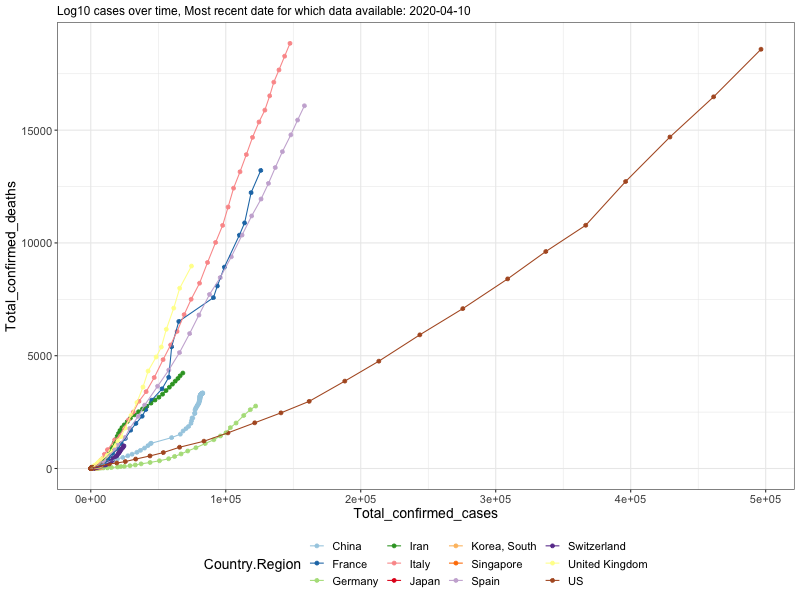 Log10 cases over time, Most recent date for which data available: 2020-04-10
Total_confirmed_deaths
15000
10000
5000
0
0e+00 1e+05 2e+05 3e+05 4e+05 5e+05
Total_confirmed_cases
Country.Region
China Iran Korea, South Switzerland
France Italy Singapore United Kingdom
Germany Japan Spain US